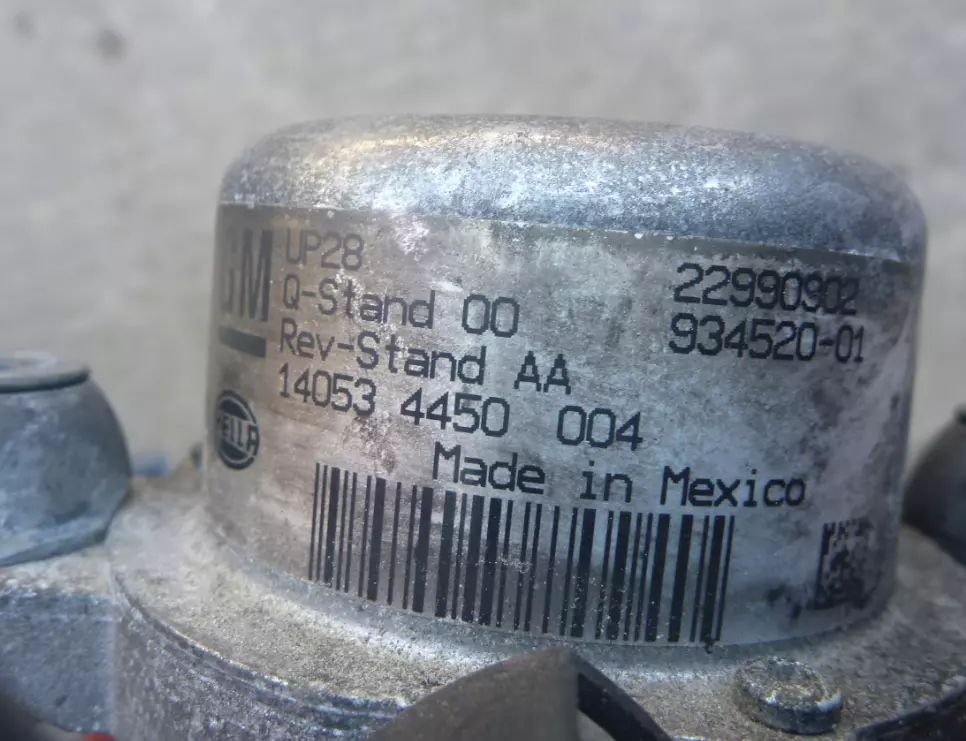 GM
UP28
Q-Stand 00
Rev-Stand AA
14053 4450 004
22990902
934520-01
HELLA
Made in Mexico